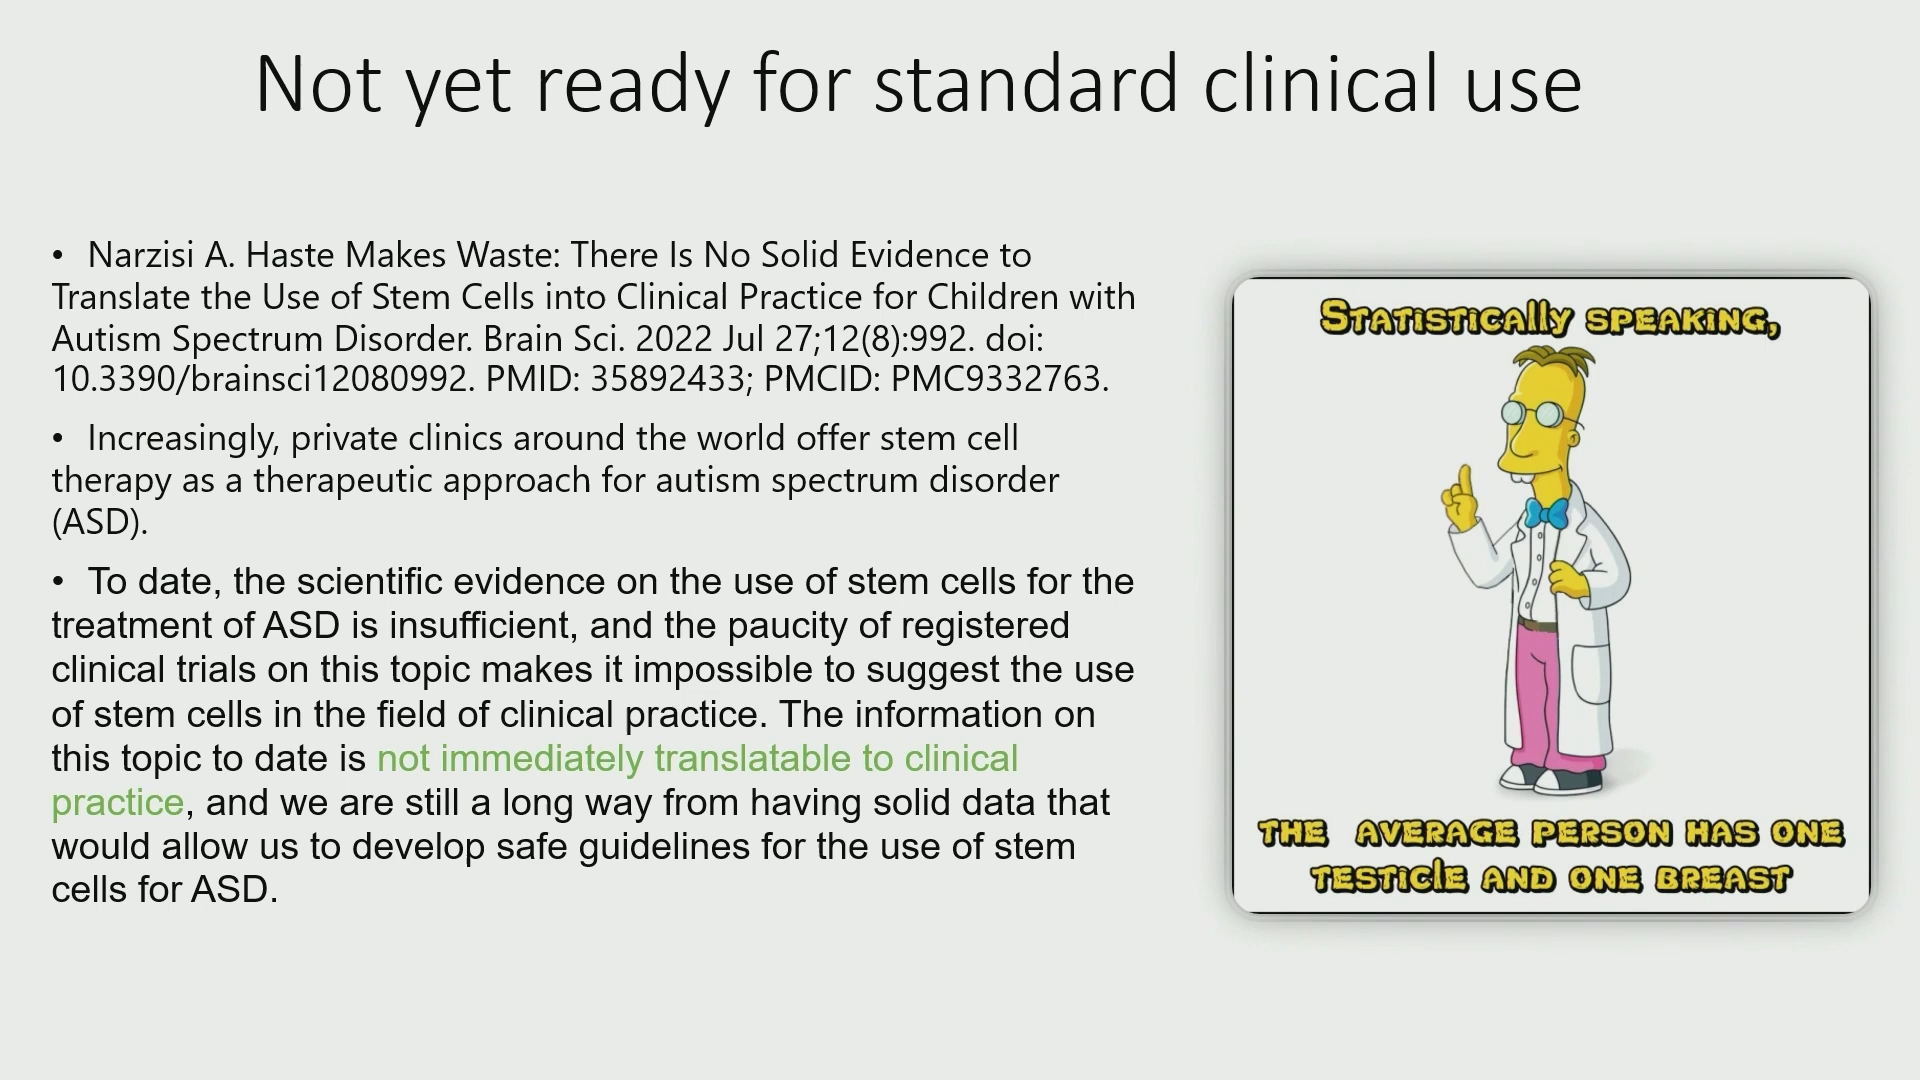 Not yet ready for standard clinical use
• Narzisi A. Haste Makes Waste: There Is No Solid Evidence to
Translate the Use of Stem Cells into Clinical Practice for Children with
Autism Spectrum Disorder. Brain Sci. 2022 Jul 27;12(8):992. doi:
10.3390/brainsci12080992. PMID: 35892433; PMCID: PMC9332763.
• Increasingly, private clinics around the world offer stem cell
therapy as a therapeutic approach for autism spectrum disorder
(ASD).
• To date, the scientific evidence on the use of stem cells for the
treatment of ASD is insufficient, and the paucity of registered
clinical trials on this topic makes it impossible to suggest the use
of stem cells in the field of clinical practice. The information on
this topic to date is not immediately translatable to clinical
practice, and we are still a long way from having solid data that
would allow us to develop safe guidelines for the use of stem
cells for ASD.
Statistically speaking,
the average person has one
testicle and one breast